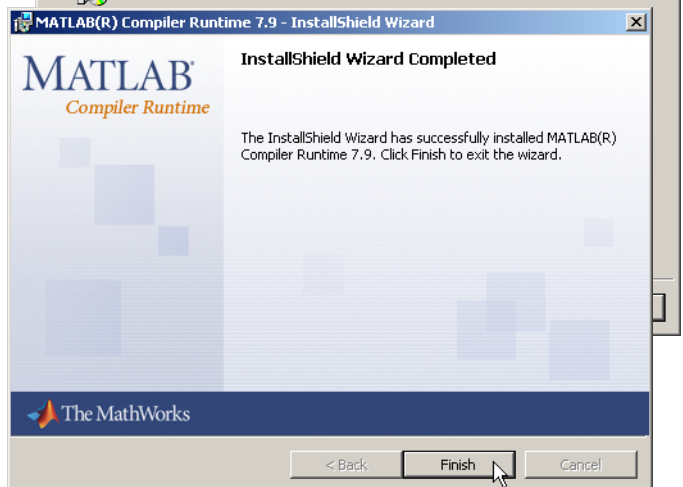 MATLAB(R) Compiler Runtime 7.9 - InstallShield Wizard
MATLAB®
Compiler Runtime
InstallShield Wizard Completed
The InstallShield Wizard has successfully installed MATLAB(R)
Compiler Runtime 7.9. Click Finish to exit the wizard.
The MathWorks
< Back
Finish
Cancel